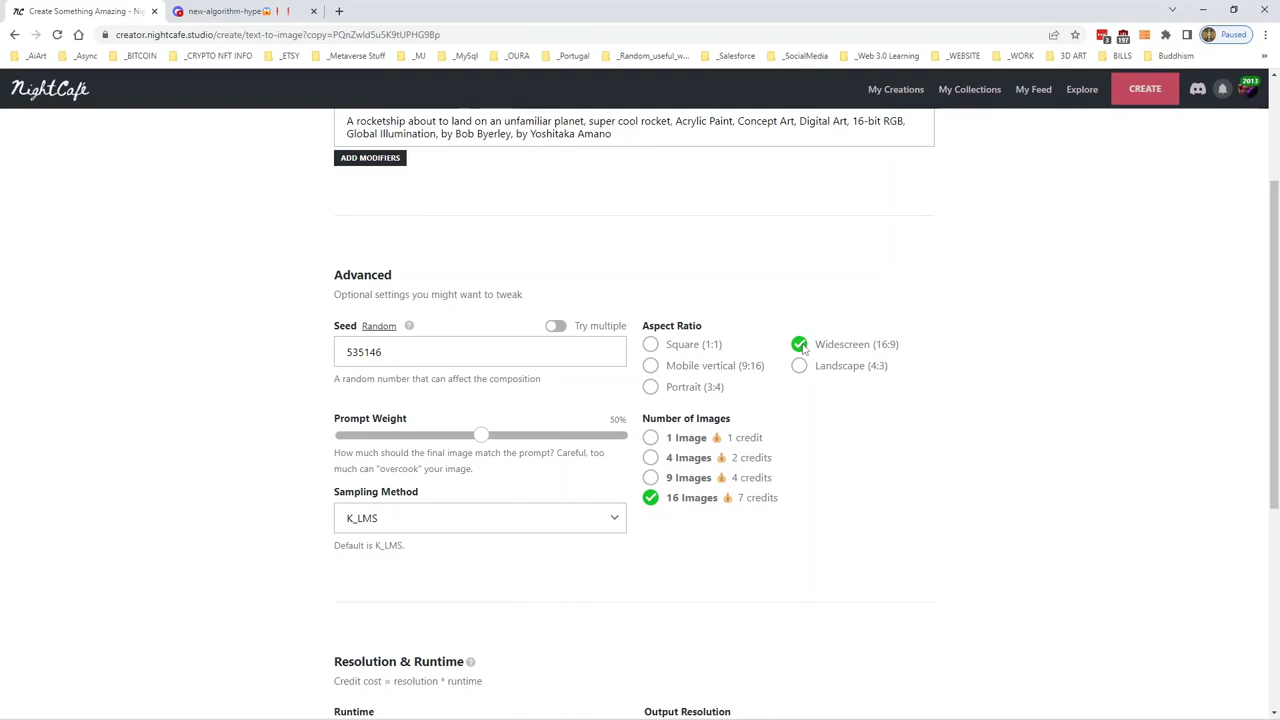 Create Something Amazing - Ni
new-algorithm-hype😱❗❗
creator.nightcafe.studio/create/text-to-image?copy=PQnZwld5u5K9tUPHG9Bp
3
197
Paused
_AiArt
_Async
_BITCOIN
_CRYPTO NFT INFO
_ETSY
_Metaverse Stuff
_MJ
_MySql
_OURA
_Portugal
_Random_useful_w...
_Salesforce
_SocialMedia
_Web 3.0 Learning
_WEBSITE
_WORK
3D ART
BILLS
Buddhism
»
NightCafe
My Creations
My Collections
My Feed
Explore
CREATE
2013
A rocketship about to land on an unfamiliar planet, super cool rocket, Acrylic Paint, Concept Art, Digital Art, 16-bit RGB,
Global Illumination, by Bob Byerley, by Yoshitaka Amano
ADD MODIFIERS
Advanced
Optional settings you might want to tweak
Seed Random ?
Try multiple
535146
A random number that can affect the composition
Aspect Ratio
Square (1:1)
Widescreen (16:9)
Mobile vertical (9:16)
Landscape (4:3)
Portrait (3:4)
Prompt Weight
50%
How much should the final image match the prompt? Careful, too
much can "overcook" your image.
Number of Images
1 Image 1 credit
4 Images 2 credits
9 Images 4 credits
16 Images 7 credits
Sampling Method
K_LMS
Default is K_LMS.
Resolution & Runtime ?
Credit cost = resolution * runtime
Runtime
Output Resolution